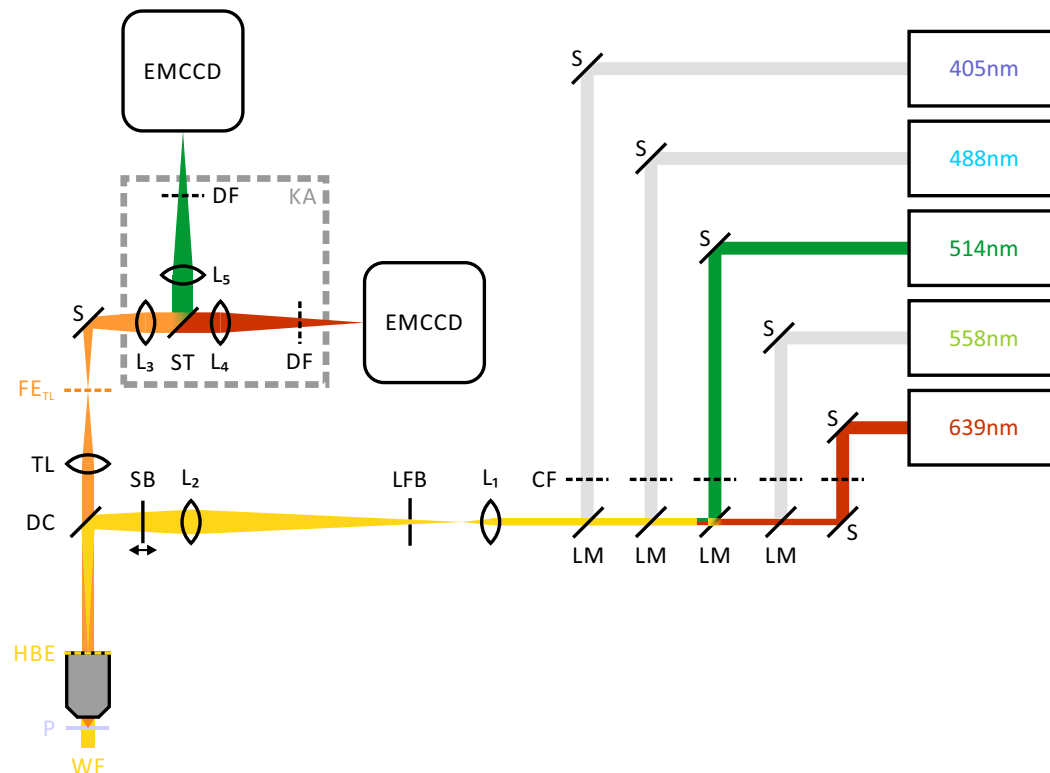 EMCCD
S
405nm
S
488nm
DF
KA
S
514nm
L₅
S
EMCCD
S
558nm
L₃
ST
L₄
DF
FE_TL
S
639nm
TL
SB
L₂
LFB
L₁
CF
DC
LM
LM
LM
LM
S
HBE
P
WF